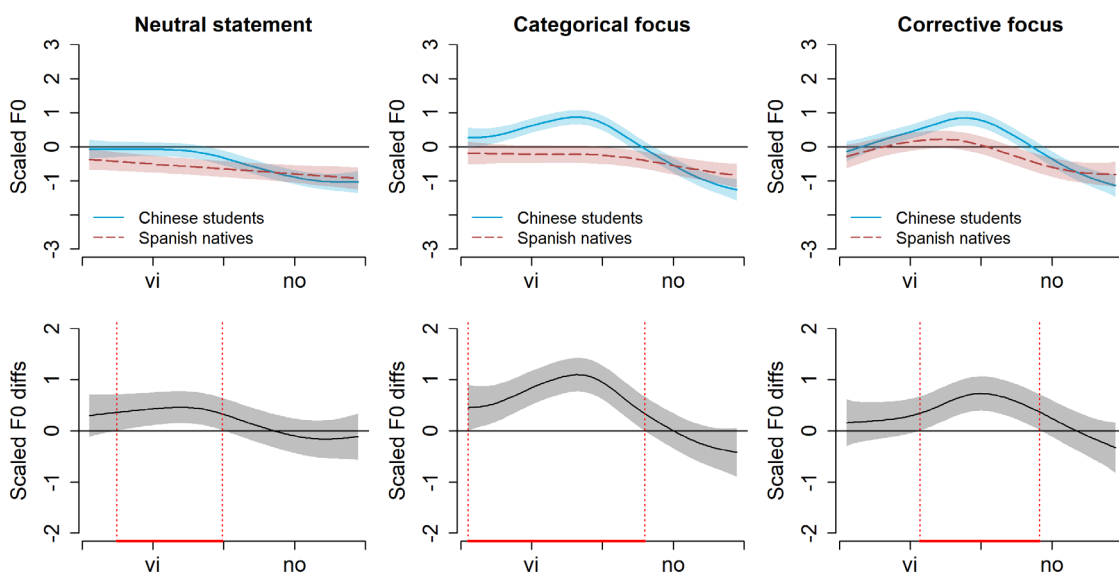 Neutral statement
Scaled F0
3
2
1
0
-1
-3
Chinese students
Spanish natives
vi no
Categorical focus
Scaled F0
3
2
1
0
-1
-3
Chinese students
Spanish natives
vi no
Corrective focus
Scaled F0
3
2
1
0
-1
-3
Chinese students
Spanish natives
vi no
Scaled F0 diffs
2
1
0
-1
-2
vi no
Scaled F0 diffs
2
1
0
-1
-2
vi no
Scaled F0 diffs
2
1
0
-1
-2
vi no